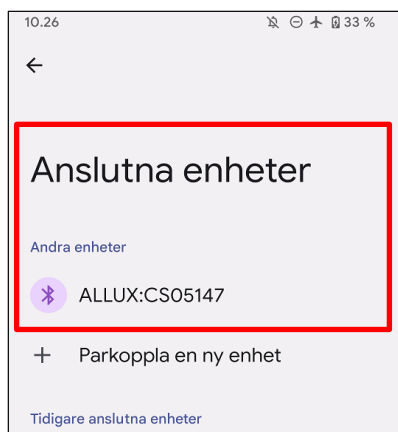 10.26 33 %
Anslutna enheter
Andra enheter
ALLUX:CS05147
Parkoppla en ny enhet
Tidigare anslutna enheter